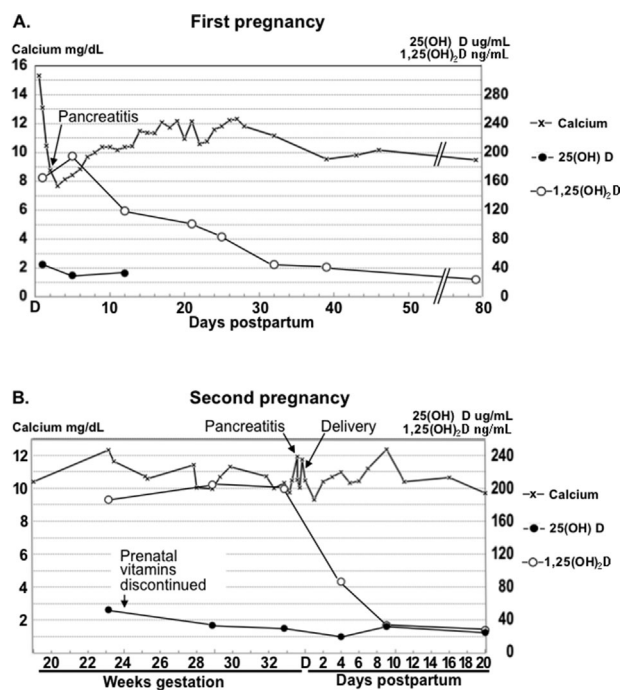 A. First pregnancy
Calcium mg/dL
25(OH) D ug/mL
1,25(OH)2D ng/mL
16
14
12
10
8
6
4
2
0
Pancreatitis
280
240
200
160
120
80
40
0
Calcium
25(OH) D
1,25(OH)2D
D 10 20 30 40 50 60 80
Days postpartum
B. Second pregnancy
Calcium mg/dL
Pancreatitis Delivery
25(OH) D ug/mL
1,25(OH)2D ng/mL
12
10
8
6
4
2
Prenatal
vitamins
discontinued
240
200
160
120
80
40
0
Calcium
25(OH) D
1,25(OH)2D
20 22 24 26 28 30 32 D 2 4 6 8 10 12 14 16 18 20
Weeks gestation Days postpartum